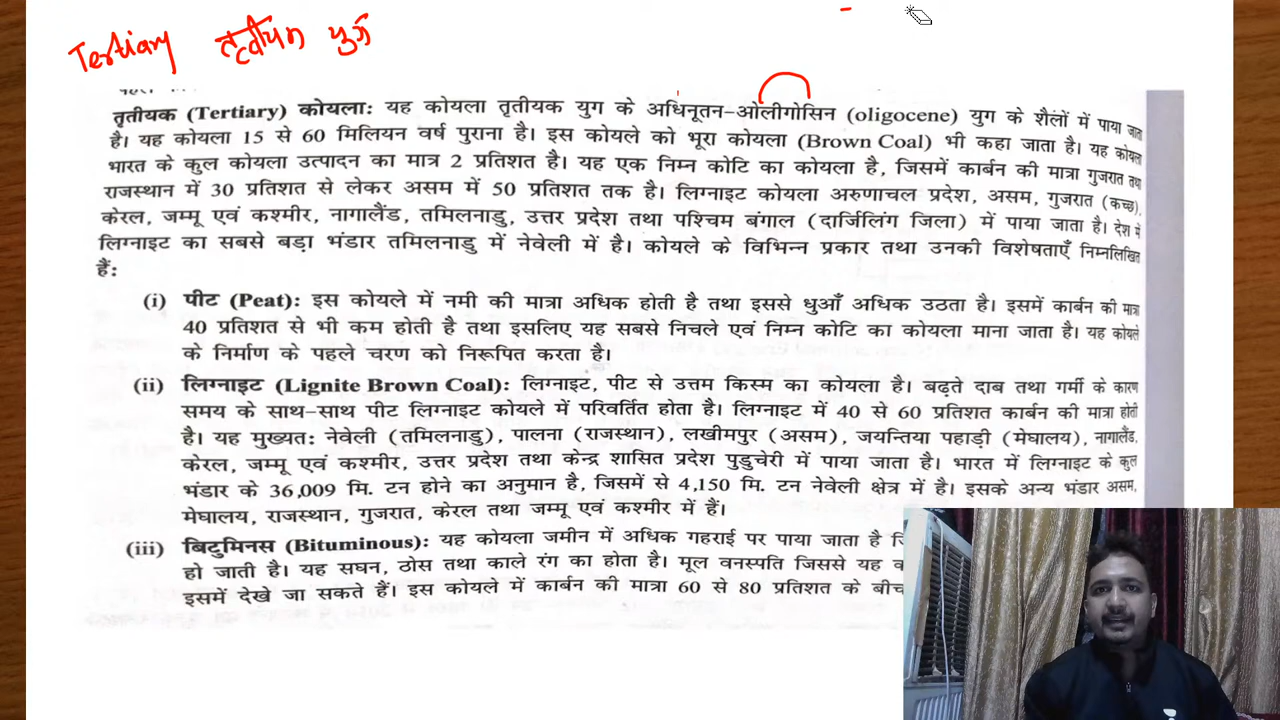 Tertiary तृतीयक युग
तृतीयक (Tertiary) कोयला: यह कोयला तृतीयक युग के अधिनूतन-ओलीगोसिन (oligocene) युग के शैलों में पाया जाता
है। यह कोयला 15 से 60 मिलियन वर्ष पुराना है। इस कोयले को भूरा कोयला (Brown Coal) भी कहा जाता है। यह कोयला
भारत के कुल कोयला उत्पादन का मात्र 2 प्रतिशत है। यह एक निम्न कोटि का कोयला है, जिसमें कार्बन की मात्रा गुजरात तथा
राजस्थान में 30 प्रतिशत से लेकर असम में 50 प्रतिशत तक है। लिग्नाइट कोयला अरुणाचल प्रदेश, असम, गुजरात (कच्छ),
केरल, जम्मू एवं कश्मीर, नागालैंड, तमिलनाडु, उत्तर प्रदेश तथा पश्चिम बंगाल (दार्जिलिंग जिला) में पाया जाता है। देश में
लिग्नाइट का सबसे बड़ा भंडार तमिलनाडु में नेवेली में है। कोयले के विभिन्न प्रकार तथा उनकी विशेषताएँ निम्नलिखित
हैं:
(i) पीट (Peat): इस कोयले में नमी की मात्रा अधिक होती है तथा इससे धुआँ अधिक उठता है। इसमें कार्बन की मात्रा
40 प्रतिशत से भी कम होती है तथा इसलिए यह सबसे निचले एवं निम्न कोटि का कोयला माना जाता है। यह कोयले
के निर्माण के पहले चरण को निरूपित करता है।
(ii) लिग्नाइट (Lignite Brown Coal): लिग्नाइट, पीट से उत्तम किस्म का कोयला है। बढ़ते दाब तथा गर्मी के कारण
समय के साथ-साथ पीट लिग्नाइट कोयले में परिवर्तित होता है। लिग्नाइट में 40 से 60 प्रतिशत कार्बन की मात्रा होती
है। यह मुख्यत: नेवेली (तमिलनाडु), पालना (राजस्थान), लखीमपुर (असम), जयन्तिया पहाड़ी (मेघालय), नागालैंड,
केरल, जम्मू एवं कश्मीर, उत्तर प्रदेश तथा केन्द्र शासित प्रदेश पुडुचेरी में पाया जाता है। भारत में लिग्नाइट के कुल
भंडार के 36,009 मि. टन होने का अनुमान है, जिसमें से 4,150 मि. टन नेवेली क्षेत्र में है। इसके अन्य भंडार असम,
मेघालय, राजस्थान, गुजरात, केरल तथा जम्मू एवं कश्मीर में हैं।
(iii) बिटुमिनस (Bituminous): यह कोयला जमीन में अधिक गहराई पर पाया जाता है
हो जाती है। यह सघन, ठोस तथा काले रंग का होता है। मूल वनस्पति जिससे यह
इसमें देखे जा सकते हैं। इस कोयले में कार्बन की मात्रा 60 से 80 प्रतिशत के बीच